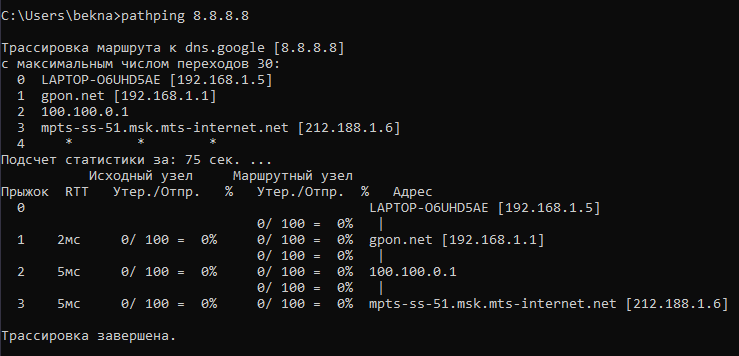 C:\Users\bekna>pathping 8.8.8.8
Трассировка маршрута к dns.google [8.8.8.8]
с максимальным числом переходов 30:
  0  LAPTOP-O6UHD5AE [192.168.1.5]
  1  gpon.net [192.168.1.1]
  2  100.100.0.1
  3  mpts-ss-51.msk.mts-internet.net [212.188.1.6]
  4     *        *        *
Подсчет статистики за: 75 сек. ...
            Исходный узел     Маршрутный узел
Прыжок  RTT   Утер./Отпр.   %   Утер./Отпр.  %   Адрес
  0                                              LAPTOP-O6UHD5AE [192.168.1.5]
                                0/ 100 =  0%   |
  1    2мс     0/ 100 =  0%     0/ 100 =  0%  gpon.net [192.168.1.1]
                                0/ 100 =  0%   |
  2    5мс     0/ 100 =  0%     0/ 100 =  0%  100.100.0.1
                                0/ 100 =  0%   |
  3    5мс     0/ 100 =  0%     0/ 100 =  0%  mpts-ss-51.msk.mts-internet.net [212.188.1.6]
Трассировка завершена.